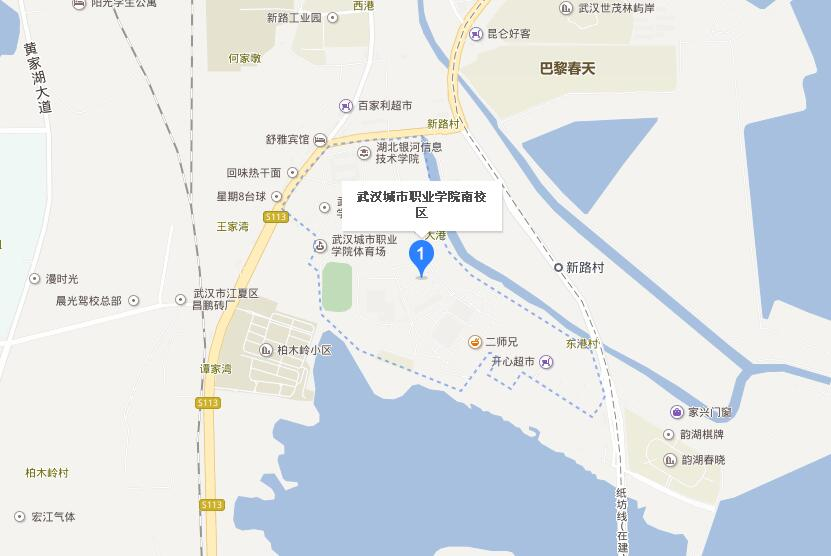 阳光学生公寓
新路工业园
西港
武汉世茂林屿岸
昆仑好客
何家墩
巴黎春天
黄家湖大道
百家利超市
新路村
舒雅宾馆
湖北银河信息
技术学院
回味热干面
星期8台球
武汉城市职业学院南校
区
S113
王家湾
大港
武汉城市职业
学院体育场
1
新路村
漫时光
武汉市江夏区
昌鹏砖厂
晨光驾校总部
二师兄
东港村
柏木岭小区
开心超市
谭家湾
S113
家兴门窗
韵湖棋牌
韵湖春晓
柏木岭村
S113
宏江气体
纸坊线(在建